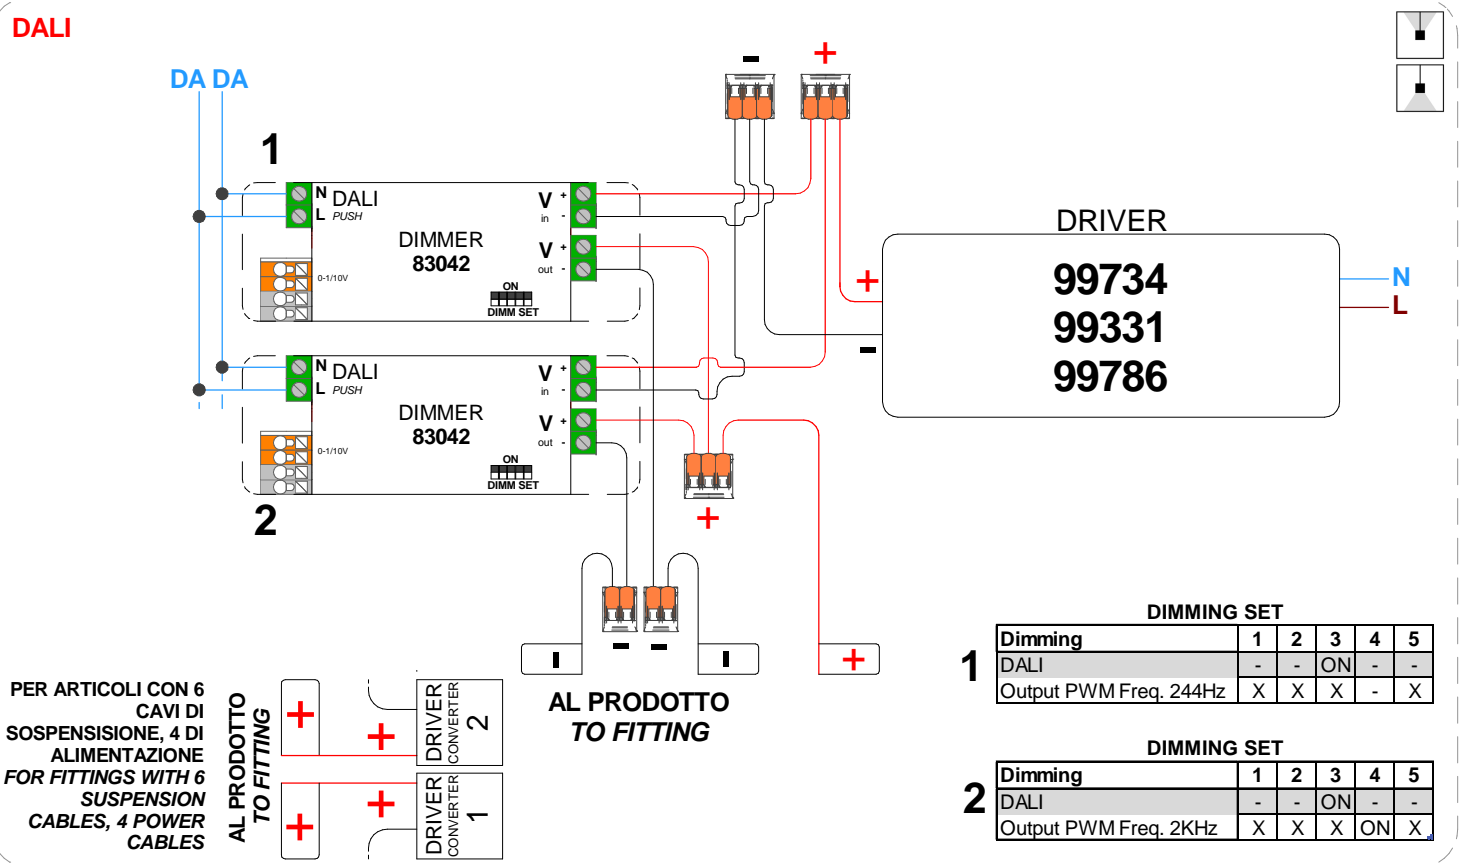 DALI
DA DA
- +
1
N DALI
L PUSH
V + in -
V + out -
DIMMER
83042
0-1/10V
ON
DIMM SET
DRIVER
99734
99331
99786
+
-
N
L
N DALI
L PUSH
V + in -
V + out -
DIMMER
83042
0-1/10V
ON
DIMM SET
2
+
- -
- - +
AL PRODOTTO
TO FITTING
PER ARTICOLI CON 6
CAVI DI
SOSPENSISIONE, 4 DI
ALIMENTAZIONE
FOR FITTINGS WITH 6
SUSPENSION
CABLES, 4 POWER
CABLES
AL PRODOTTO
TO FITTING
+ +
DRIVER
CONVERTER
2
+ +
DRIVER
CONVERTER
1
DIMMING SET
1
Dimming 1 2 3 4 5
DALI - - ON - -
Output PWM Freq. 244Hz X X X - X
DIMMING SET
2
Dimming 1 2 3 4 5
DALI - - ON - -
Output PWM Freq. 2KHz X X X ON X